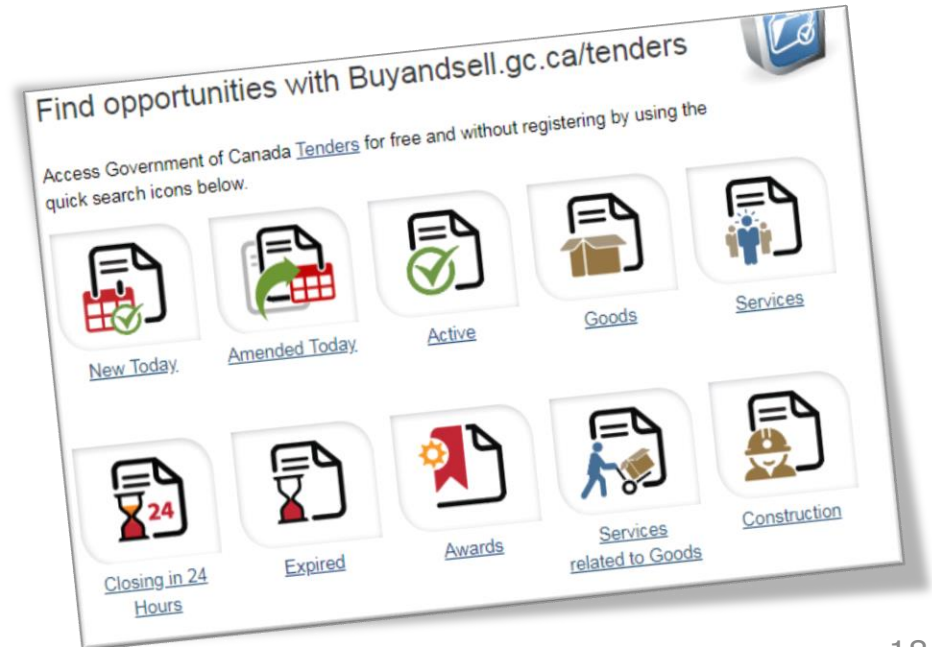 Find opportunities with Buyandsell.gc.ca/tenders
Access Government of Canada Tenders for free and without registering by using the
quick search icons below.
New Today
Amended Today
Active
Goods
Services
24
Closing in 24
Hours
Expired
Awards
Services
related to Goods
Construction